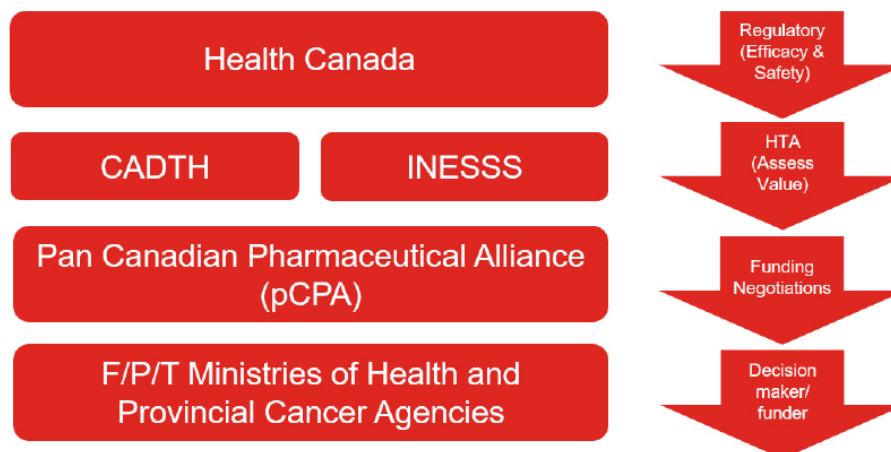 Health Canada
Regulatory
(Efficacy &
Safety)
CADTH
INESSS
HTA
(Assess
Value)
Pan Canadian Pharmaceutical Alliance
(pCPA)
Funding
Negotiations
F/P/T Ministries of Health and
Provincial Cancer Agencies
Decision
maker/
funder